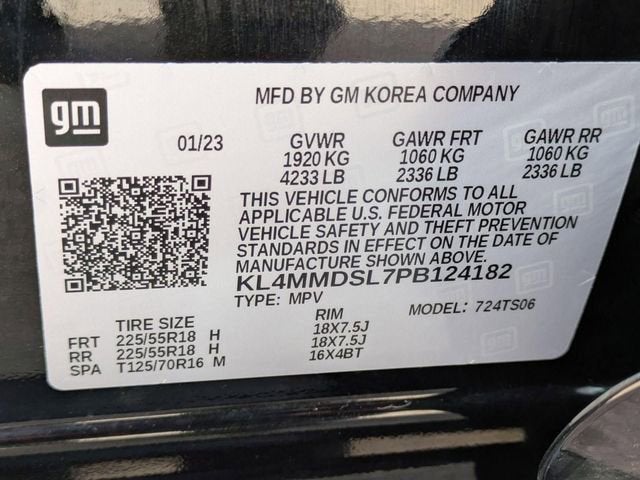 gm
MFD BY GM KOREA COMPANY
01/23 GVWR GAWR FRT GAWR RR
1920 KG 1060 KG 1060 KG
4233 LB 2336 LB 2336 LB
THIS VEHICLE CONFORMS TO ALL
APPLICABLE U.S. FEDERAL MOTOR
VEHICLE SAFETY AND THEFT PREVENTION
STANDARDS IN EFFECT ON THE DATE OF
MANUFACTURE SHOWN ABOVE.
KL4MMDSL7PB124182
TYPE: MPV MODEL: 724TS06
TIRE SIZE RIM
FRT 225/55R18 H 18X7.5J
RR 225/55R18 H 18X7.5J
SPA T125/70R16 M 16X4BT